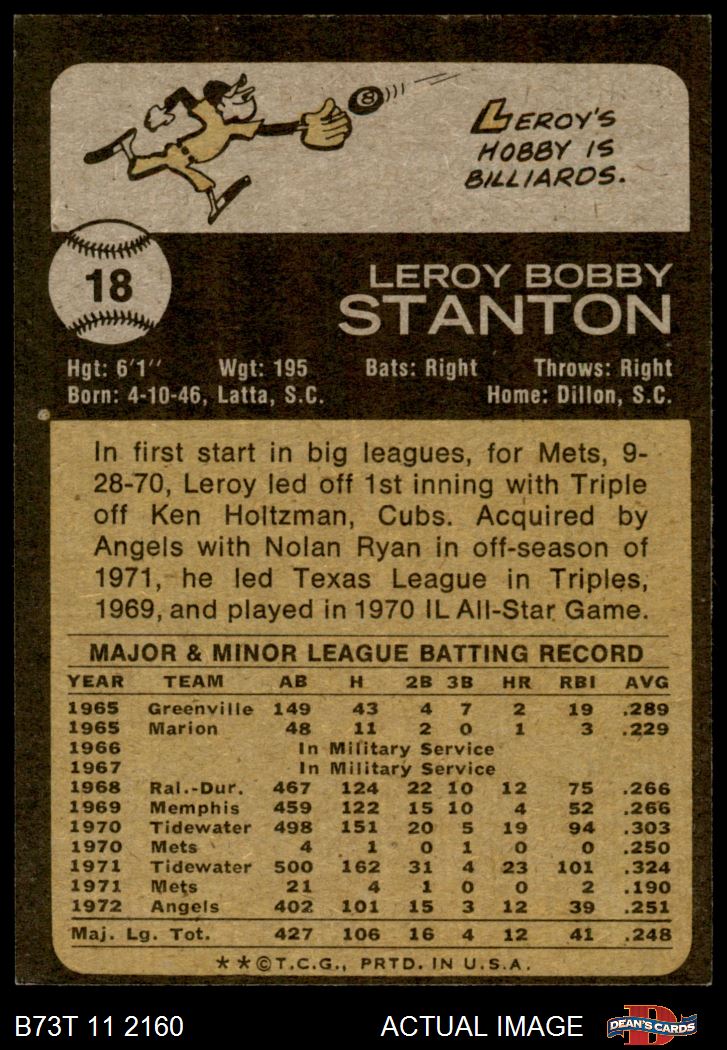 8
LEROY'S
HOBBY IS
BILLIARDS.
18
LEROY BOBBY
STANTON
Hgt: 6'1'' Wgt: 195 Bats: Right Throws: Right
Born: 4-10-46, Latta, S.C. Home: Dillon, S.C.
In first start in big leagues, for Mets, 9-
28-70, Leroy led off 1st inning with Triple
off Ken Holtzman, Cubs. Acquired by
Angels with Nolan Ryan in off-season of
1971, he led Texas League in Triples,
1969, and played in 1970 IL All-Star Game.
MAJOR & MINOR LEAGUE BATTING RECORD
YEAR TEAM AB H 2B 3B HR RBI AVG
1965 Greenville 149 43 4 7 2 19 .289
1965 Marion 48 11 2 0 1 3 .229
1966 In Military Service
1967 In Military Service
1968 Ral.-Dur. 467 124 22 10 12 75 .266
1969 Memphis 459 122 15 10 4 52 .266
1970 Tidewater 498 151 20 5 19 94 .303
1970 Mets 4 1 0 1 0 0 .250
1971 Tidewater 500 162 31 4 23 101 .324
1971 Mets 21 4 1 0 0 2 .190
1972 Angels 402 101 15 3 12 39 .251
Maj. Lg. Tot. 427 106 16 4 12 41 .248
**©T.C.G., PRTD. IN U.S.A.
B73T 11 2160 ACTUAL IMAGE D DEAN'S CARDS